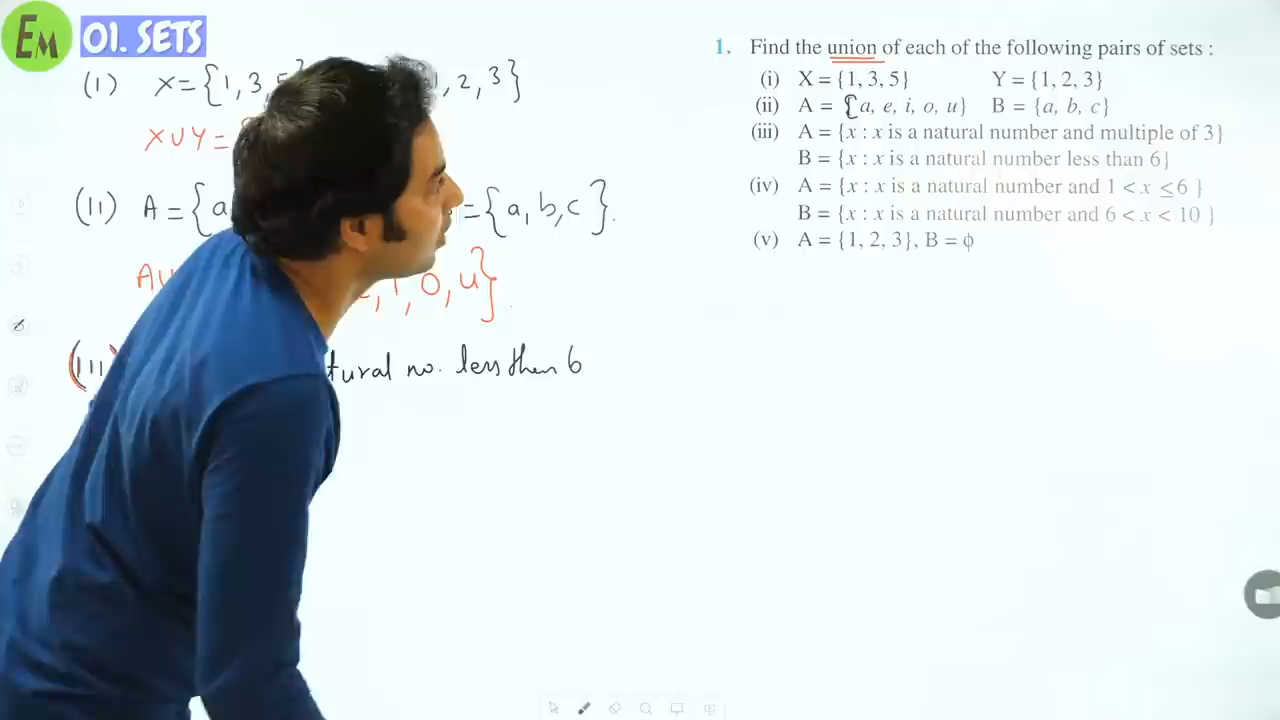 EM 01. SETS
(I) X={1,3,5} 1,2,3}
X∪Y={
(II) A={a ={a,b,c}.
A∪ , i, o, u}.
(III) tural no. less then 6
1. Find the union of each of the following pairs of sets :
(i) X = {1, 3, 5} Y = {1, 2, 3}
(ii) A = {a, e, i, o, u} B = {a, b, c}
(iii) A = {x : x is a natural number and multiple of 3}
B = {x : x is a natural number less than 6}
(iv) A = {x : x is a natural number and 1 < x ≤6 }
B = {x : x is a natural number and 6 < x < 10 }
(v) A = {1, 2, 3}, B = ϕ